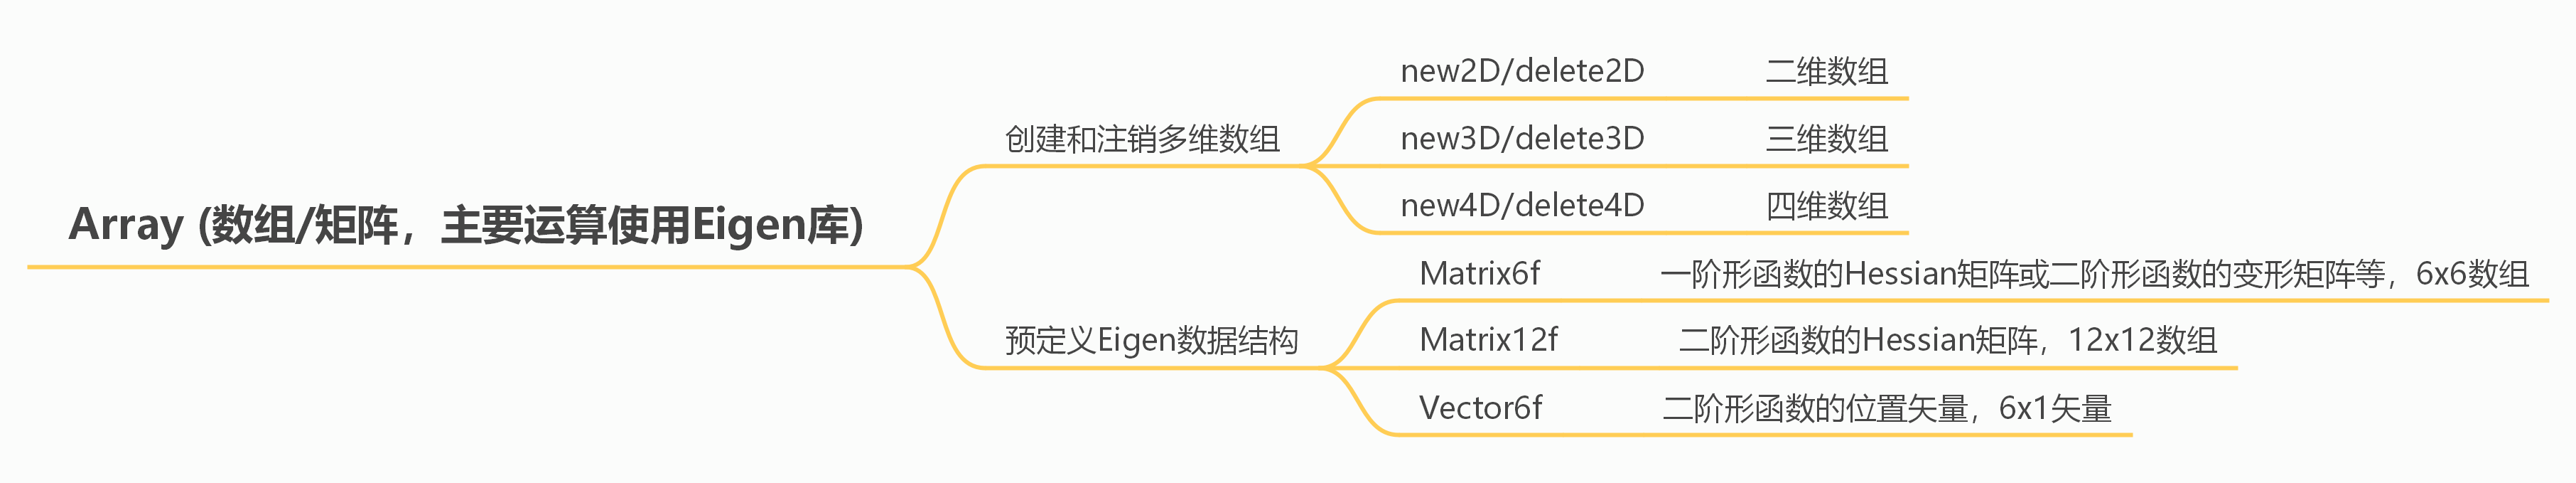 Array (数组/矩阵，主要运算使用Eigen库)
创建和注销多维数组
new2D/delete2D 二维数组
new3D/delete3D 三维数组
new4D/delete4D 四维数组
预定义Eigen数据结构
Matrix6f 一阶形函数的Hessian矩阵或二阶形函数的变形矩阵等，6x6数组
Matrix12f 二阶形函数的Hessian矩阵，12x12数组
Vector6f 二阶形函数的位置矢量，6x1矢量